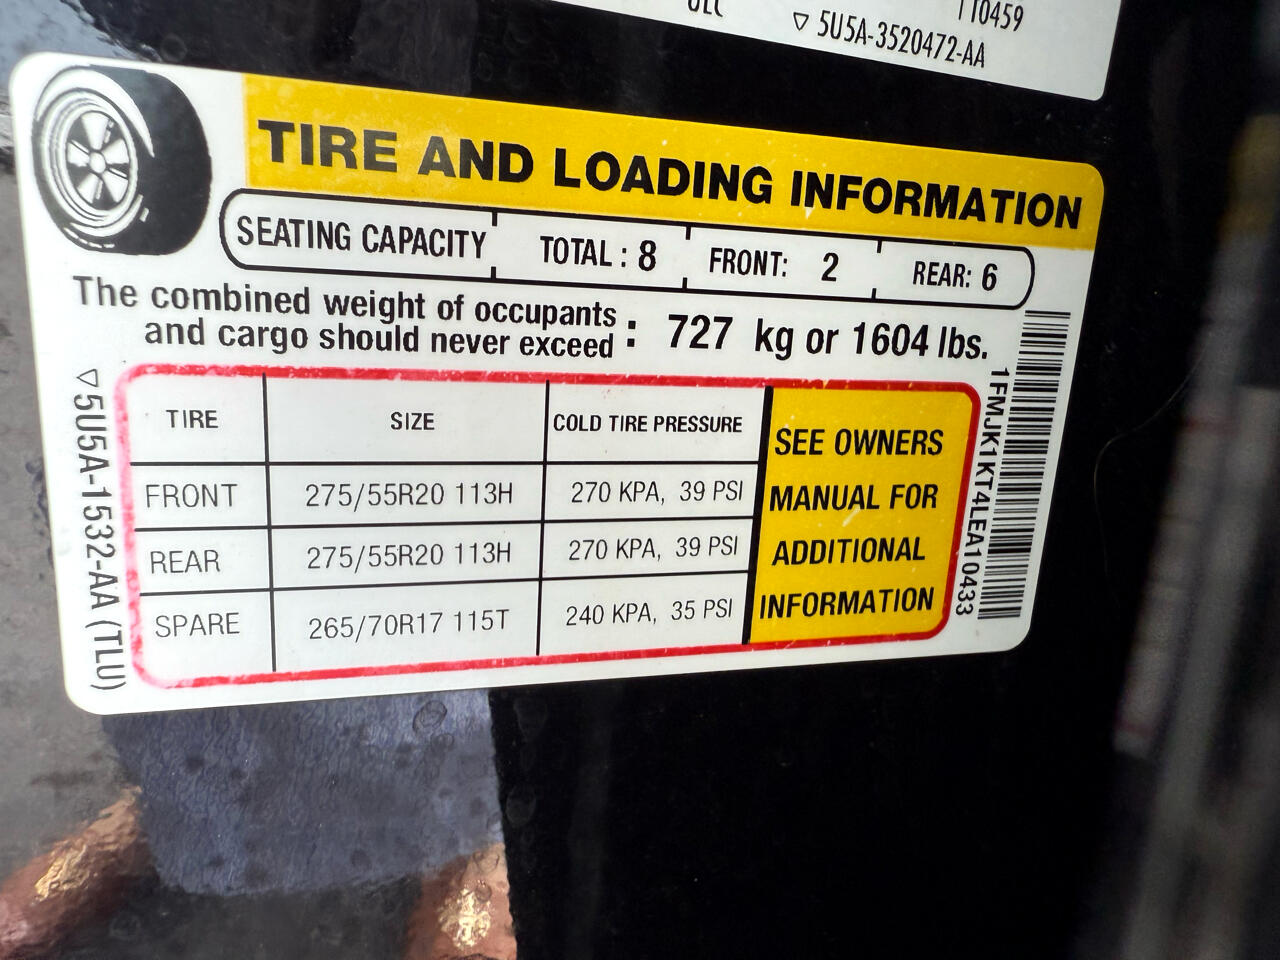 110459
▽ 5U5A-3520472-AA
TIRE AND LOADING INFORMATION
SEATING CAPACITY TOTAL : 8 FRONT: 2 REAR: 6
The combined weight of occupants
and cargo should never exceed : 727 kg or 1604 lbs.
TIRE SIZE COLD TIRE PRESSURE
FRONT 275/55R20 113H 270 KPA, 39 PSI
REAR 275/55R20 113H 270 KPA, 39 PSI
SPARE 265/70R17 115T 240 KPA, 35 PSI
SEE OWNERS
MANUAL FOR
ADDITIONAL
INFORMATION
▽5U5A-1532-AA (TLU)
1FMJK1KT4LEA10433